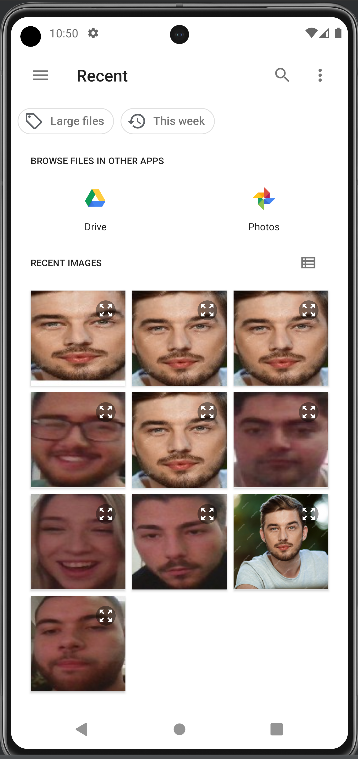 10:50
Recent
Large files
This week
BROWSE FILES IN OTHER APPS
Drive
Photos
RECENT IMAGES